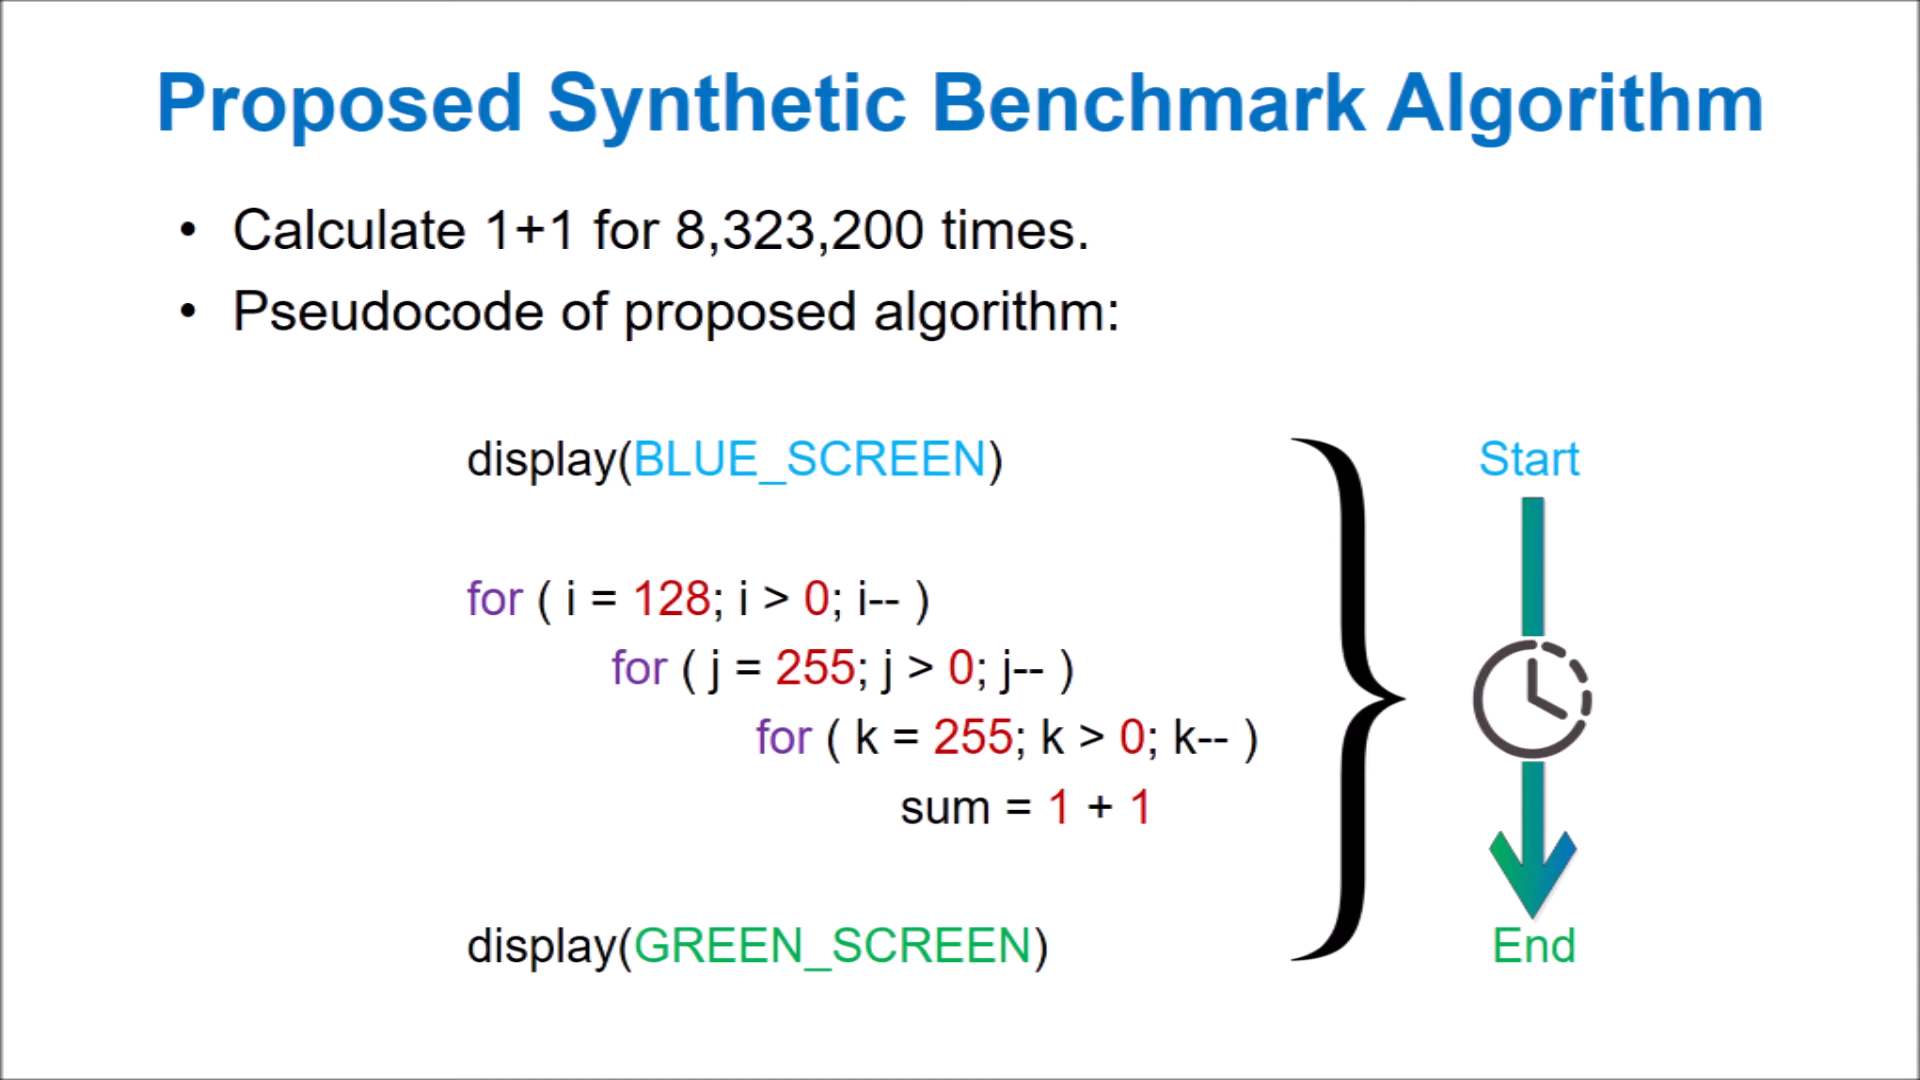 Proposed Synthetic Benchmark Algorithm
• Calculate 1+1 for 8,323,200 times.
• Pseudocode of proposed algorithm:
display(BLUE_SCREEN)
Start
for ( i = 128; i > 0; i-- )
for ( j = 255; j > 0; j-- )
for ( k = 255; k > 0; k-- )
sum = 1 + 1
display(GREEN_SCREEN)
End